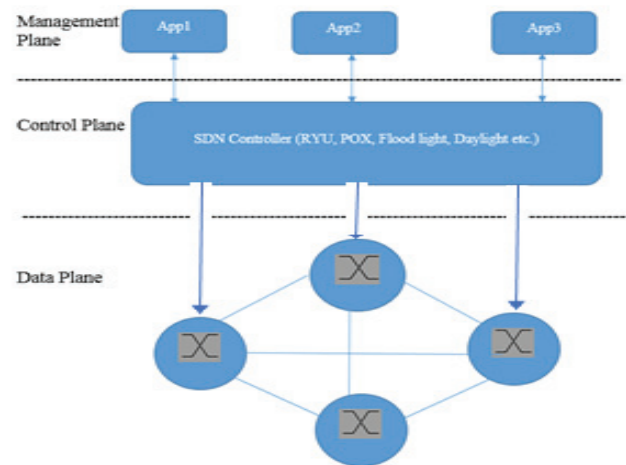 Management
Plane
App1
App2
App3
Control Plane
SDN Controller (RYU, POX, Flood light, Daylight etc.)
Data Plane